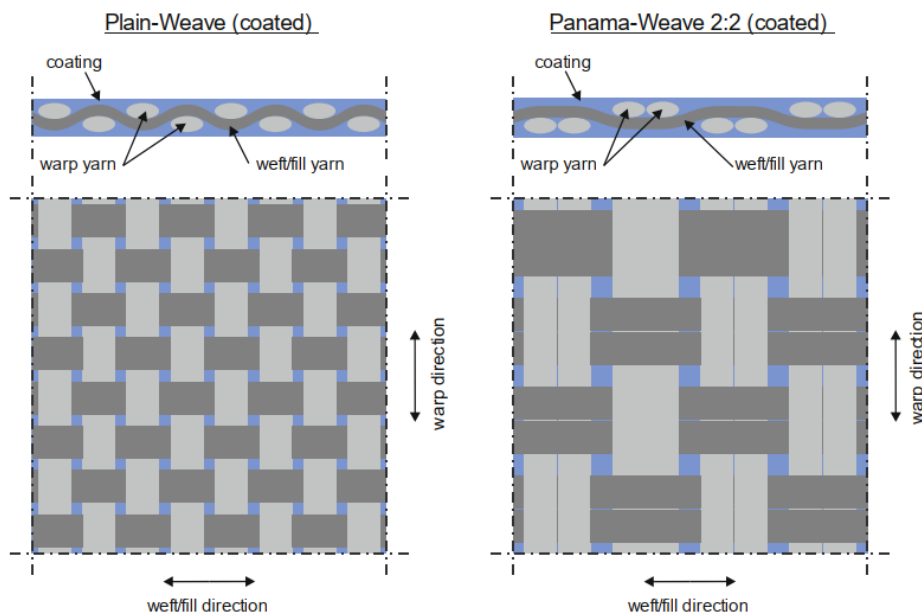 Plain-Weave (coated)
coating
warp yarn
weft/fill yarn
warp direction
weft/fill direction
Panama-Weave 2:2 (coated)
coating
warp yarn
weft/fill yarn
warp direction
weft/fill direction